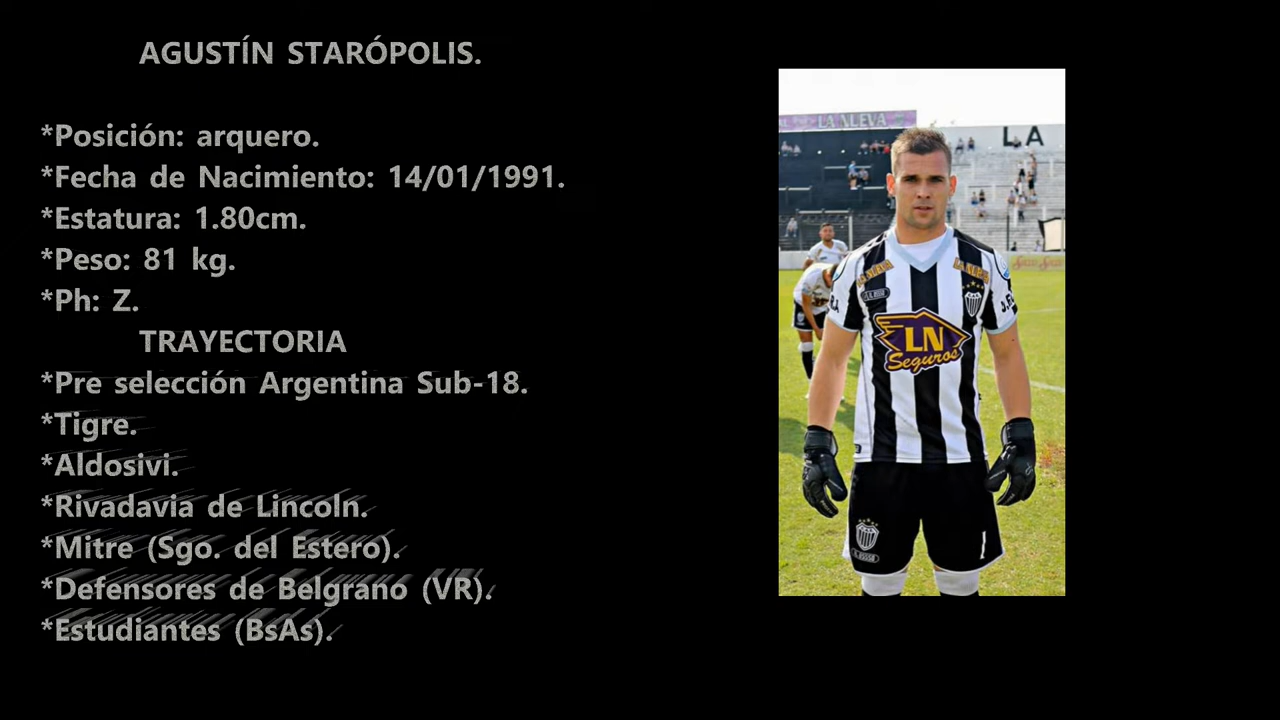 AGUSTÍN STARÓPOLIS.
*Posición: arquero.
*Fecha de Nacimiento: 14/01/1991.
*Estatura: 1.80cm.
*Peso: 81 kg.
*Ph: Z.
TRAYECTORIA
*Pre selección Argentina Sub-18.
*Tigre.
*Aldosivi.
*Rivadavia de Lincoln.
*Mitre (Sgo. del Estero).
*Defensores de Belgrano (VR).
*Estudiantes (BsAs).
LA NUEVA
LA
LA NUEVA
LN
Seguros